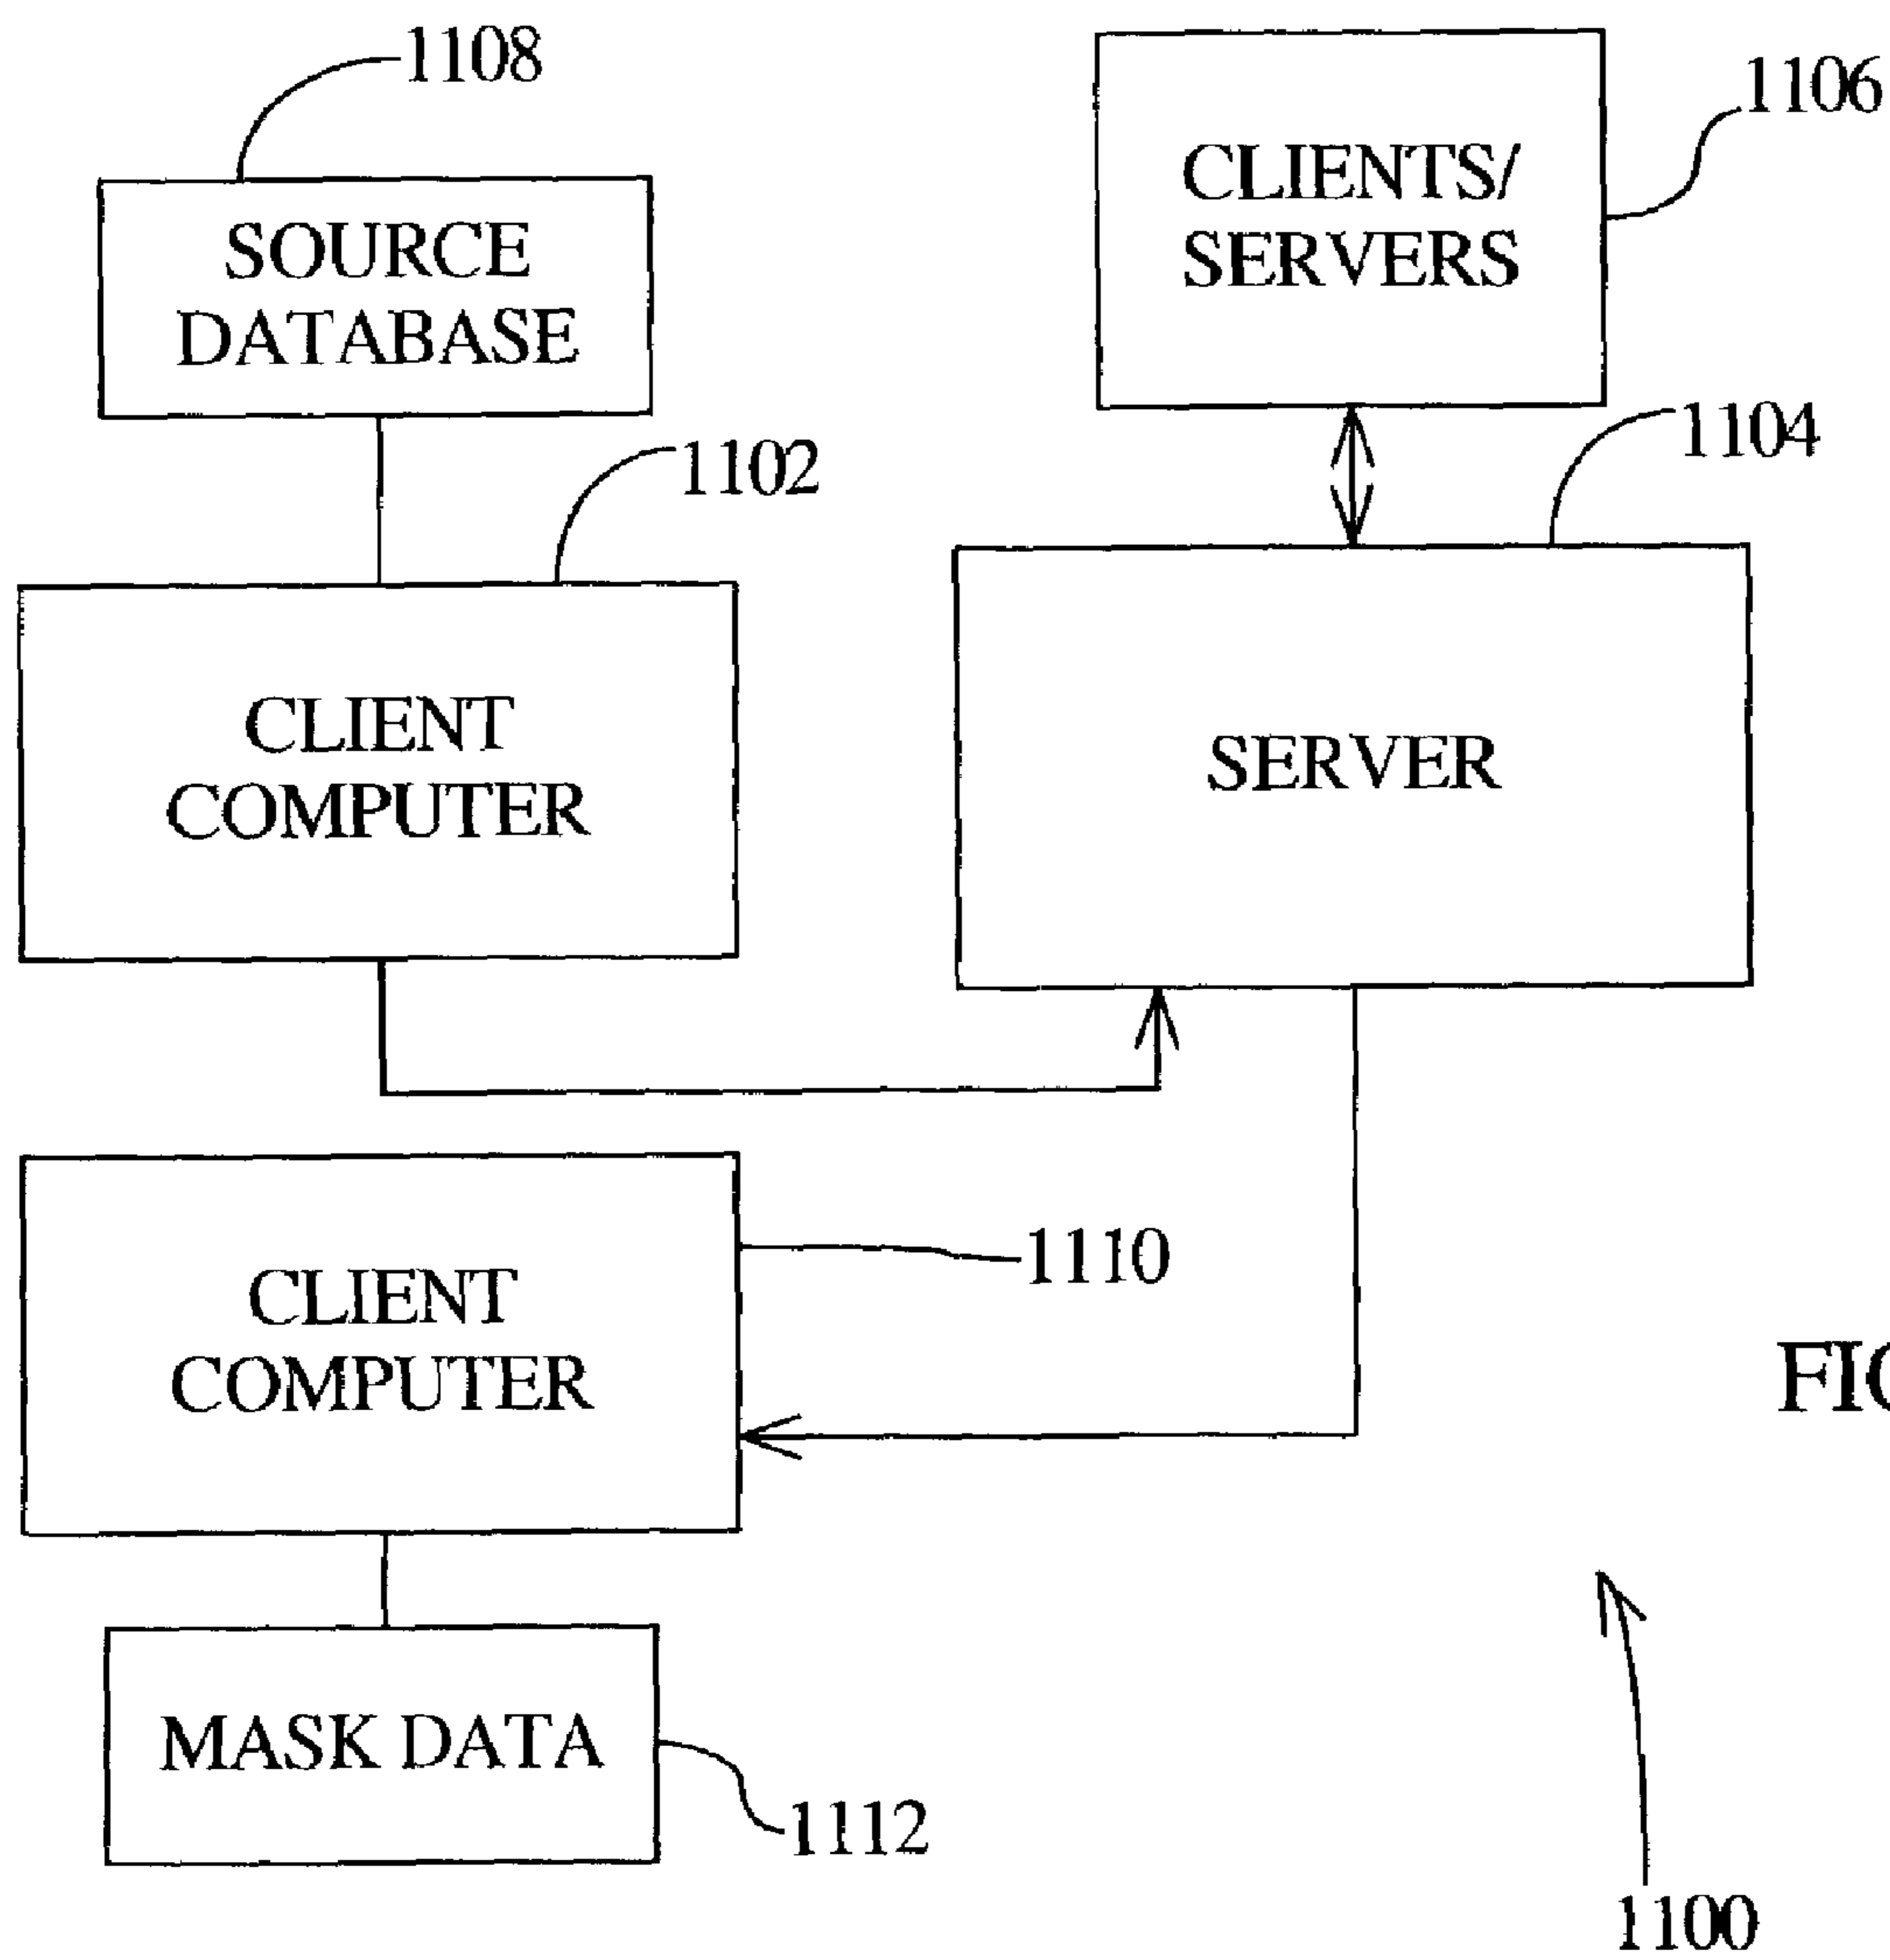 1108
1106
CLIENTS/
SERVERS
SOURCE
DATABASE
1104
1102
CLIENT
COMPUTER
SERVER
1110
CLIENT
COMPUTER
MASK DATA
1112
1100